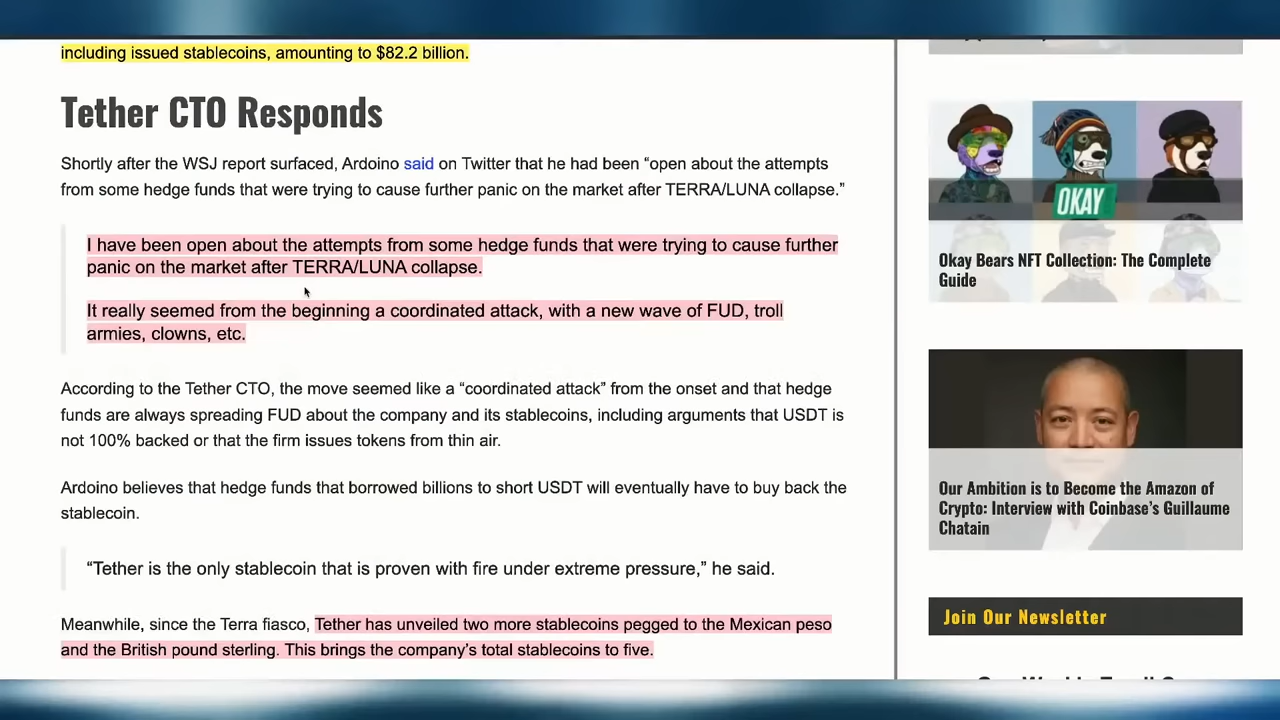 including issued stablecoins, amounting to $82.2 billion.
Tether CTO Responds
Shortly after the WSJ report surfaced, Ardoino said on Twitter that he had been “open about the attempts
from some hedge funds that were trying to cause further panic on the market after TERRA/LUNA collapse.”
I have been open about the attempts from some hedge funds that were trying to cause further
panic on the market after TERRA/LUNA collapse.
It really seemed from the beginning a coordinated attack, with a new wave of FUD, troll
armies, clowns, etc.
According to the Tether CTO, the move seemed like a “coordinated attack” from the onset and that hedge
funds are always spreading FUD about the company and its stablecoins, including arguments that USDT is
not 100% backed or that the firm issues tokens from thin air.
Ardoino believes that hedge funds that borrowed billions to short USDT will eventually have to buy back the
stablecoin.
“Tether is the only stablecoin that is proven with fire under extreme pressure,” he said.
Meanwhile, since the Terra fiasco, Tether has unveiled two more stablecoins pegged to the Mexican peso
and the British pound sterling. This brings the company’s total stablecoins to five.
OKAY
Okay Bears NFT Collection: The Complete
Guide
Our Ambition is to Become the Amazon of
Crypto: Interview with Coinbase’s Guillaume
Chatain
Join Our Newsletter